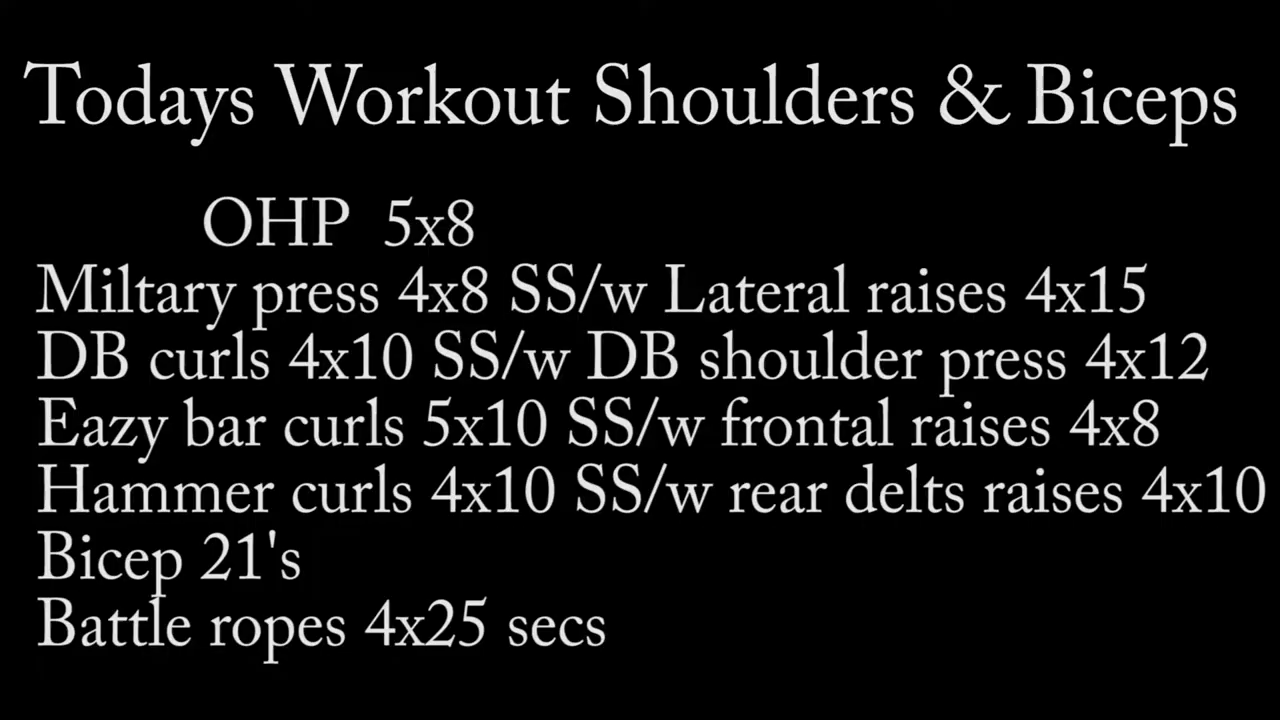 Todays Workout Shoulders & Biceps
OHP 5x8
Miltary press 4x8 SS/w Lateral raises 4x15
DB curls 4x10 SS/w DB shoulder press 4x12
Eazy bar curls 5x10 SS/w frontal raises 4x8
Hammer curls 4x10 SS/w rear delts raises 4x10
Bicep 21's
Battle ropes 4x25 secs